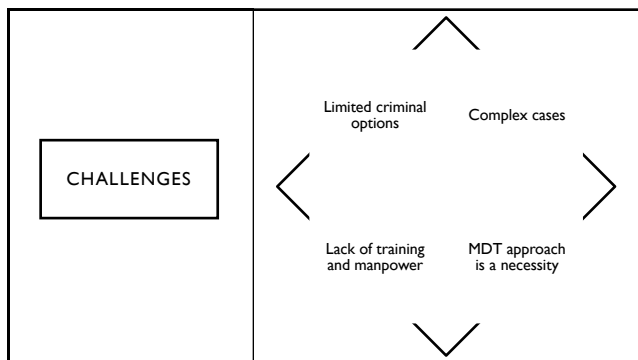 CHALLENGES
Limited criminal
options
Complex cases
Lack of training
and manpower
MDT approach
is a necessity